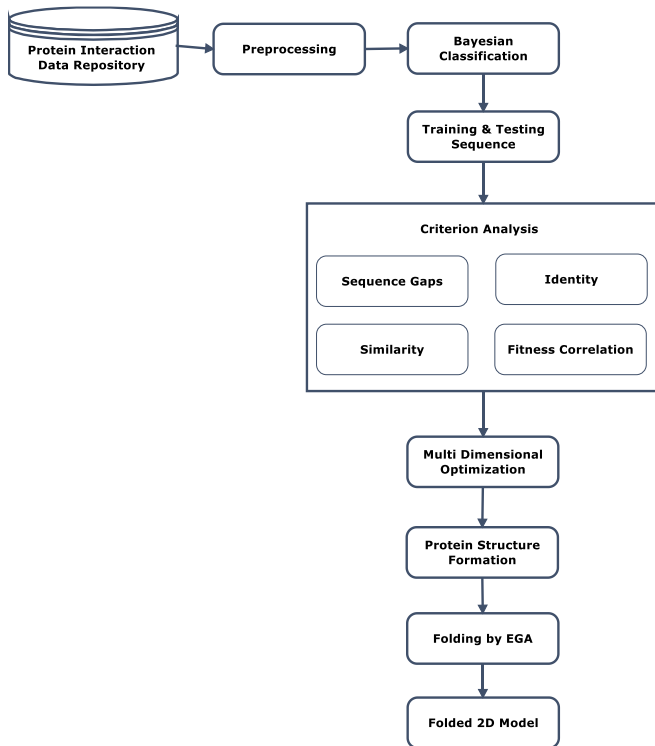 Protein Interaction
Data Repository
Preprocessing
Bayesian
Classification
Training & Testing
Sequence
Criterion Analysis
Sequence Gaps
Identity
Similarity
Fitness Correlation
Multi Dimensional
Optimization
Protein Structure
Formation
Folding by EGA
Folded 2D Model